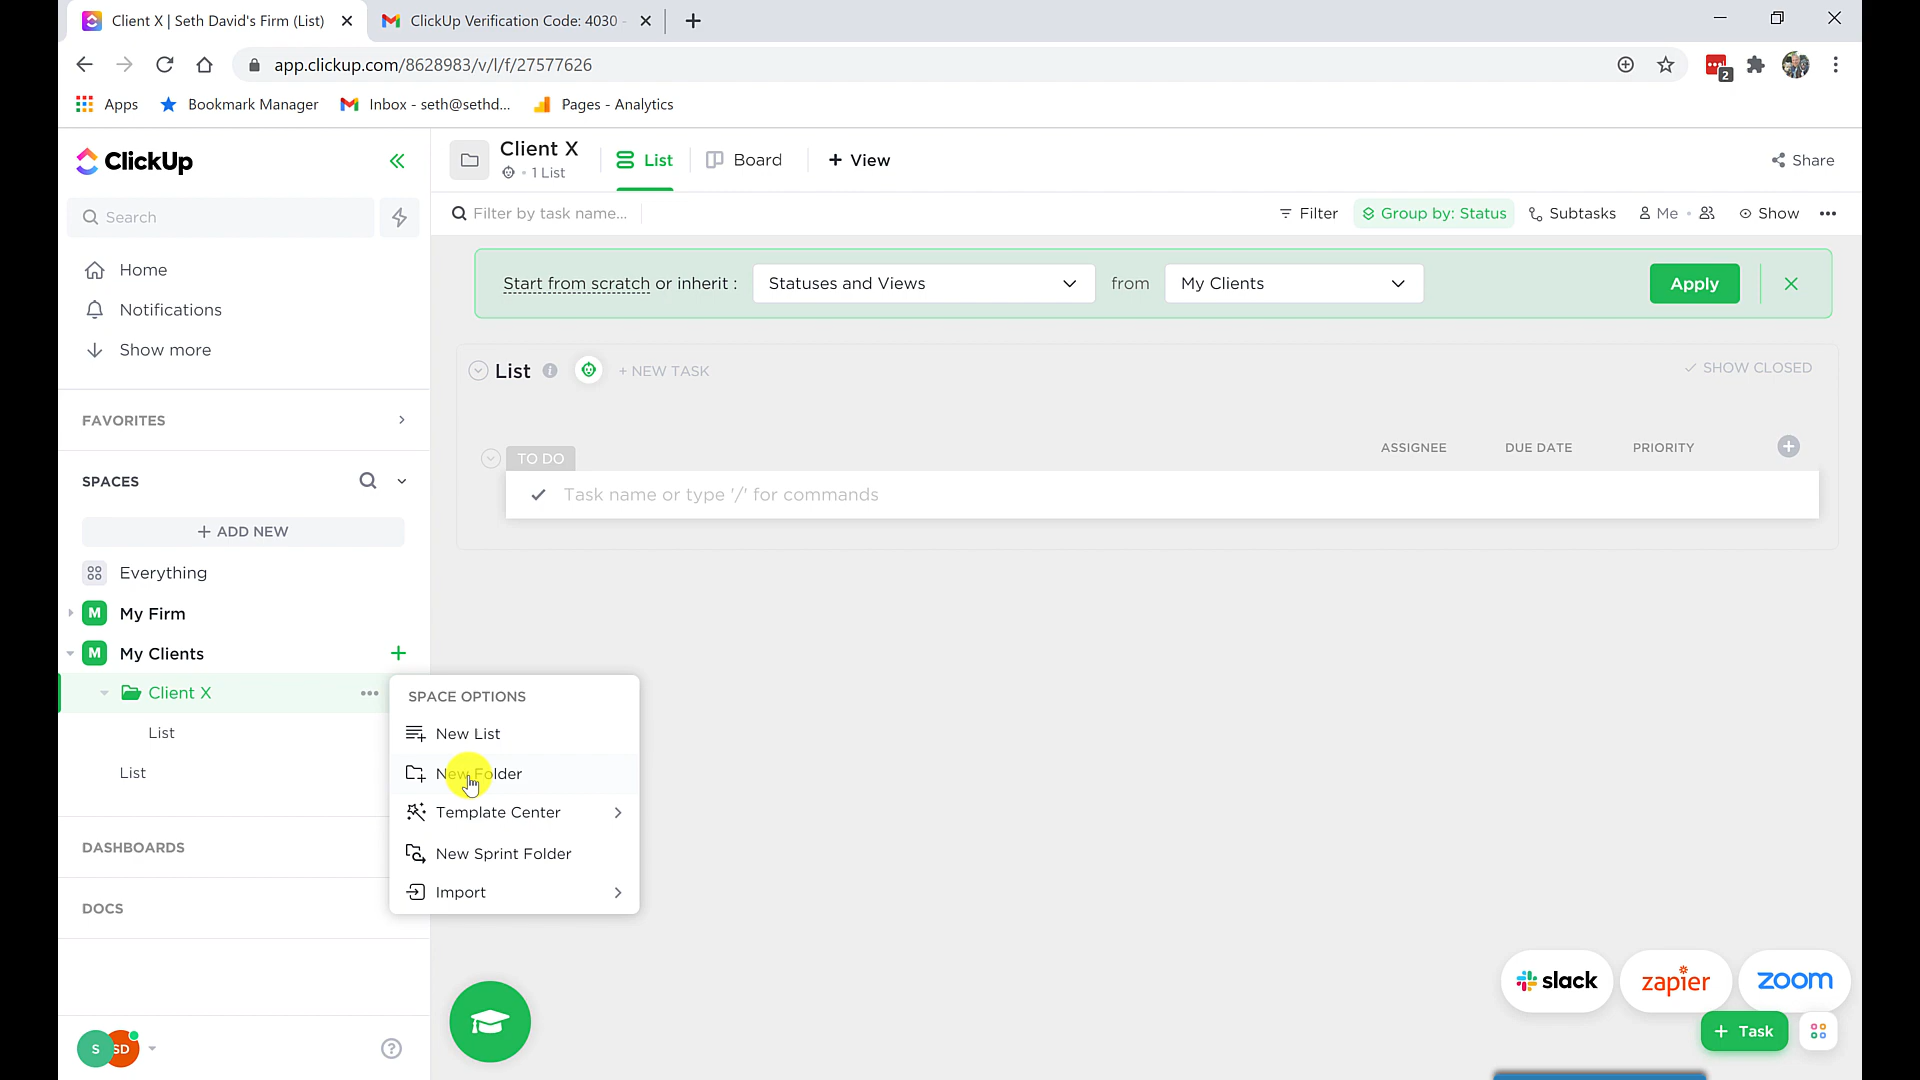 Client X | Seth David's Firm (List)
ClickUp Verification Code: 4030 -
app.clickup.com/8628983/v/l/f/27577626
2
Apps
Bookmark Manager
Inbox - seth@sethd...
Pages - Analytics
ClickUp
Client X
1 List
List
Board
+ View
Share
Search
Filter by task name...
Filter
Group by: Status
Subtasks
Me
Show
Home
Notifications
Show more
Start from scratch or inherit :
Statuses and Views
from
My Clients
Apply
List
+ NEW TASK
SHOW CLOSED
FAVORITES
TO DO
ASSIGNEE
DUE DATE
PRIORITY
Task name or type '/' for commands
SPACES
+ ADD NEW
Everything
M
My Firm
M
My Clients
Client X
List
List
SPACE OPTIONS
New List
New Folder
Template Center
New Sprint Folder
Import
DASHBOARDS
DOCS
S
SD
slack
zapier
zoom
+ Task